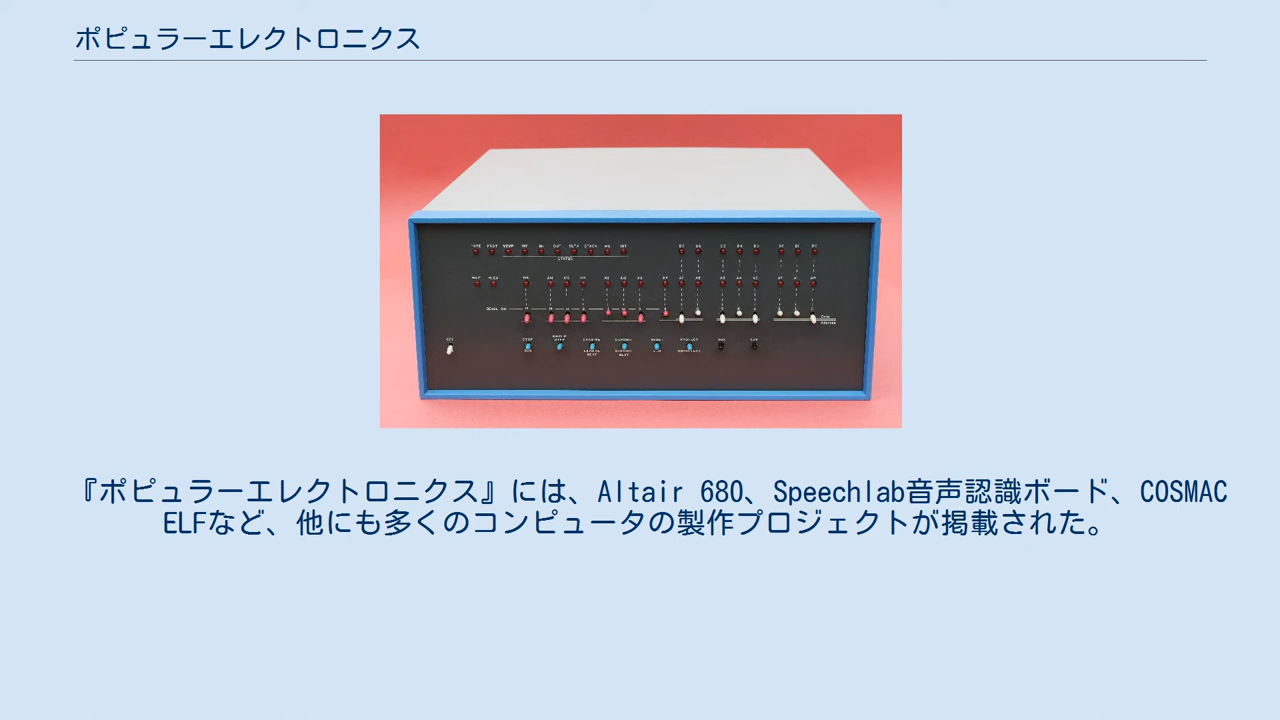 ポピュラーエレクトロニクス
『ポピュラーエレクトロニクス』には、Altair 680、Speechlab音声認識ボード、COSMAC
ELFなど、他にも多くのコンピュータの製作プロジェクトが掲載された。